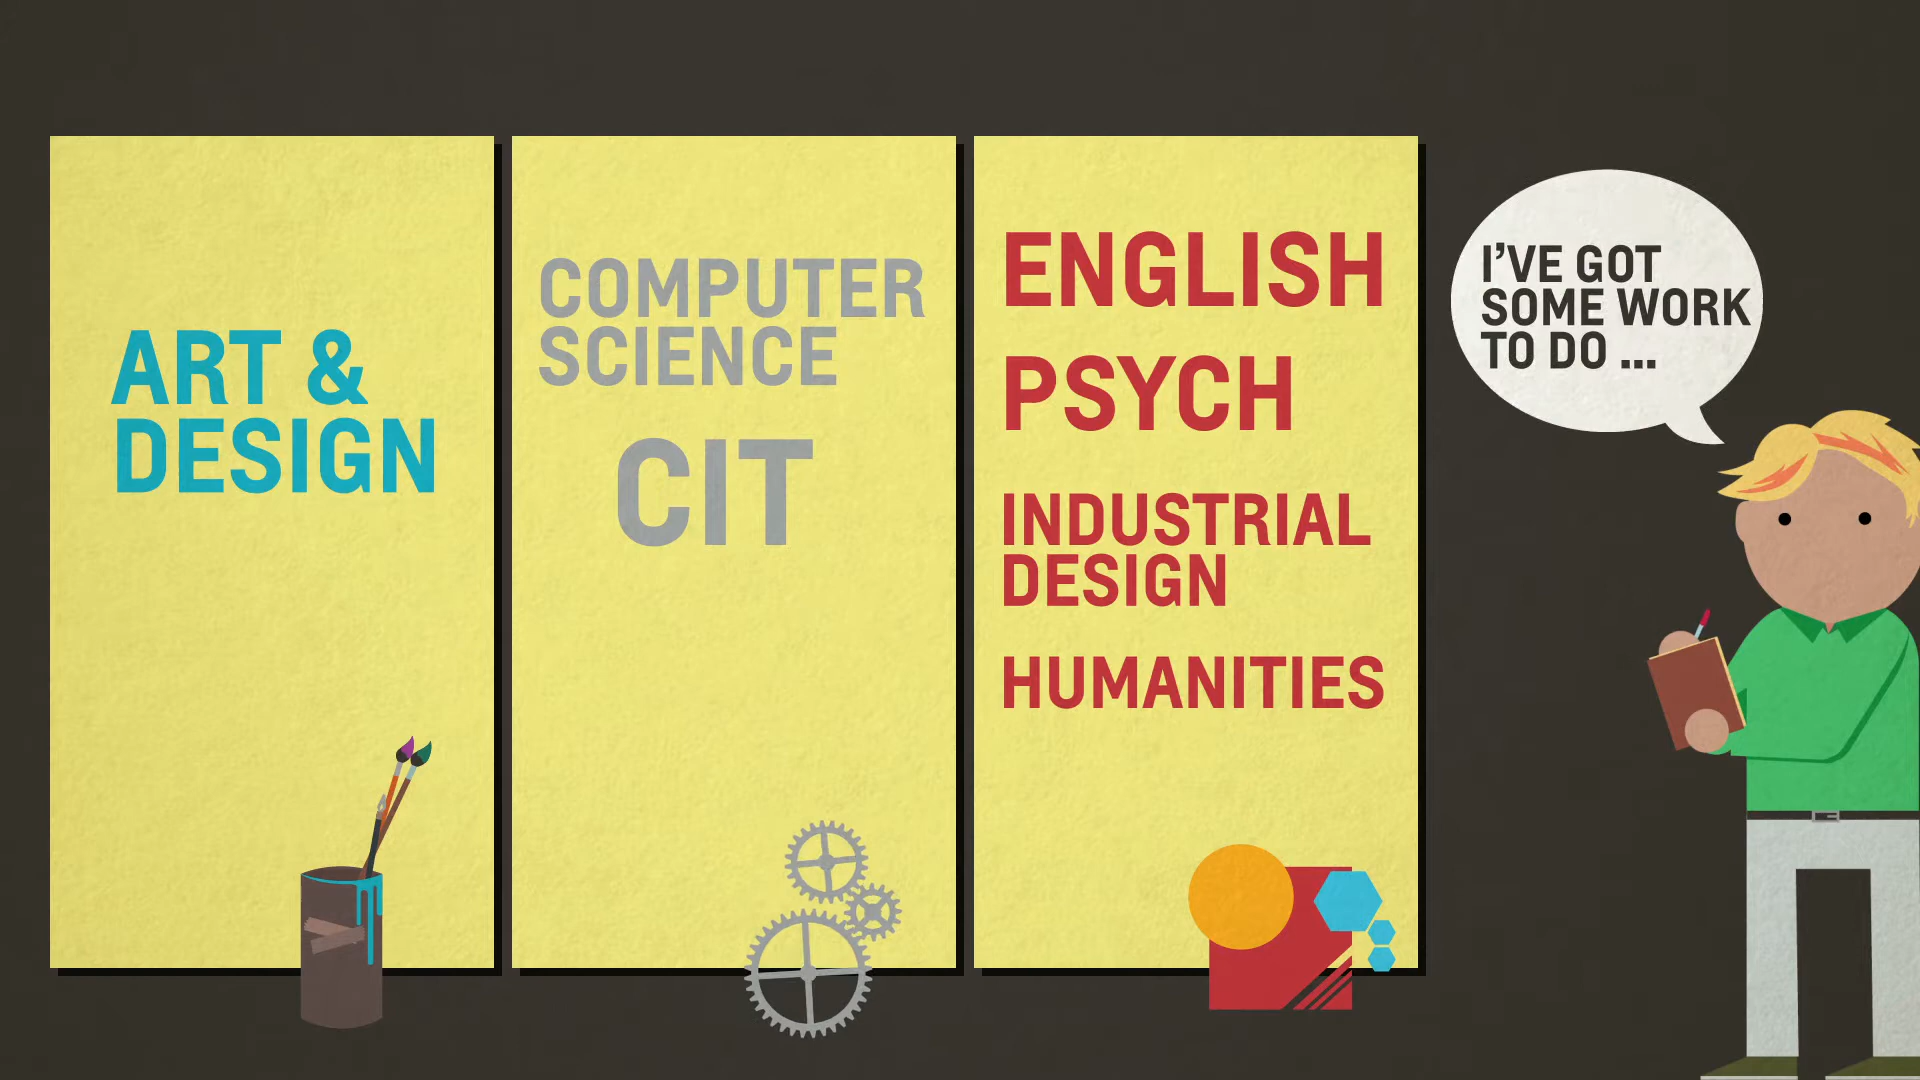 ART &
DESIGN
COMPUTER
SCIENCE
CIT
ENGLISH
PSYCH
INDUSTRIAL
DESIGN
HUMANITIES
I'VE GOT
SOME WORK
TO DO ...